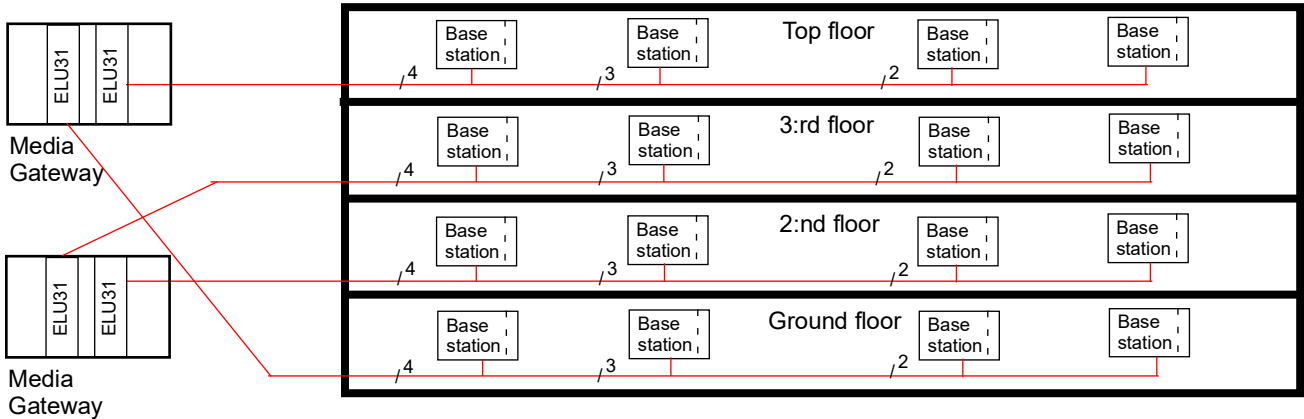 Base
station
Base
station
Top floor
Base
station
Base
station
ELU31
ELU31
4
3
2
Media
Gateway
Base
station
Base
station
3:rd floor
Base
station
Base
station
4
3
2
Base
station
Base
station
2:nd floor
Base
station
Base
station
ELU31
ELU31
4
3
2
Media
Gateway
Base
station
Base
station
Ground floor
Base
station
Base
station
4
3
2